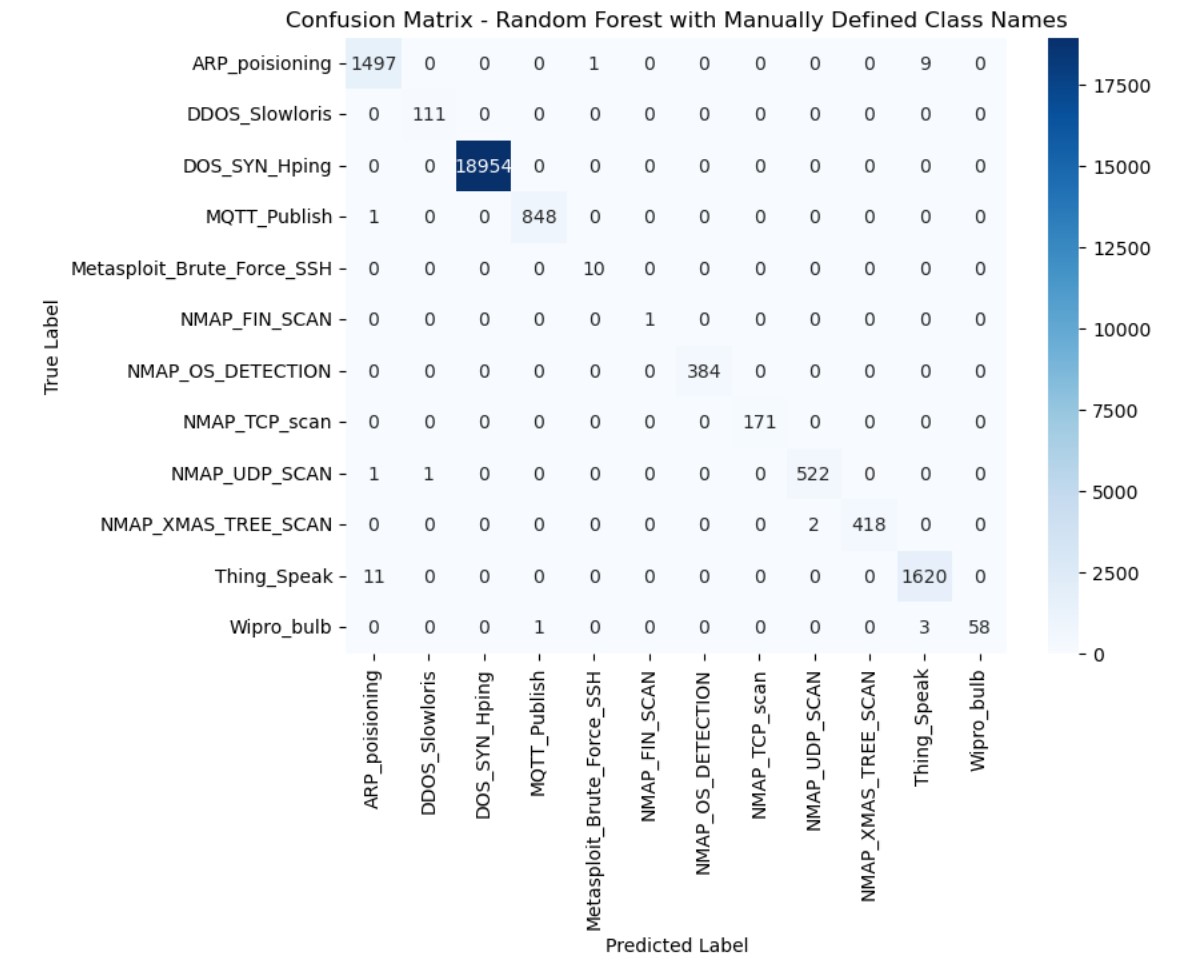 Confusion Matrix - Random Forest with Manually Defined Class Names
True Label
ARP_poisioning 1497 0 0 0 1 0 0 0 0 0 9 0
DDOS_Slowloris 0 111 0 0 0 0 0 0 0 0 0 0
DOS_SYN_Hping 0 0 18954 0 0 0 0 0 0 0 0 0
MQTT_Publish 1 0 0 848 0 0 0 0 0 0 0 0
Metasploit_Brute_Force_SSH 0 0 0 0 10 0 0 0 0 0 0 0
NMAP_FIN_SCAN 0 0 0 0 0 1 0 0 0 0 0 0
NMAP_OS_DETECTION 0 0 0 0 0 0 384 0 0 0 0 0
NMAP_TCP_scan 0 0 0 0 0 0 0 171 0 0 0 0
NMAP_UDP_SCAN 1 1 0 0 0 0 0 0 522 0 0 0
NMAP_XMAS_TREE_SCAN 0 0 0 0 0 0 0 0 2 418 0 0
Thing_Speak 11 0 0 0 0 0 0 0 0 0 1620 0
Wipro_bulb 0 0 0 1 0 0 0 0 0 0 3 58
ARP_poisioning
DDOS_Slowloris
DOS_SYN_Hping
MQTT_Publish
Metasploit_Brute_Force_SSH
NMAP_FIN_SCAN
NMAP_OS_DETECTION
NMAP_TCP_scan
NMAP_UDP_SCAN
NMAP_XMAS_TREE_SCAN
Thing_Speak
Wipro_bulb
Predicted Label
17500
15000
12500
10000
7500
5000
2500
0